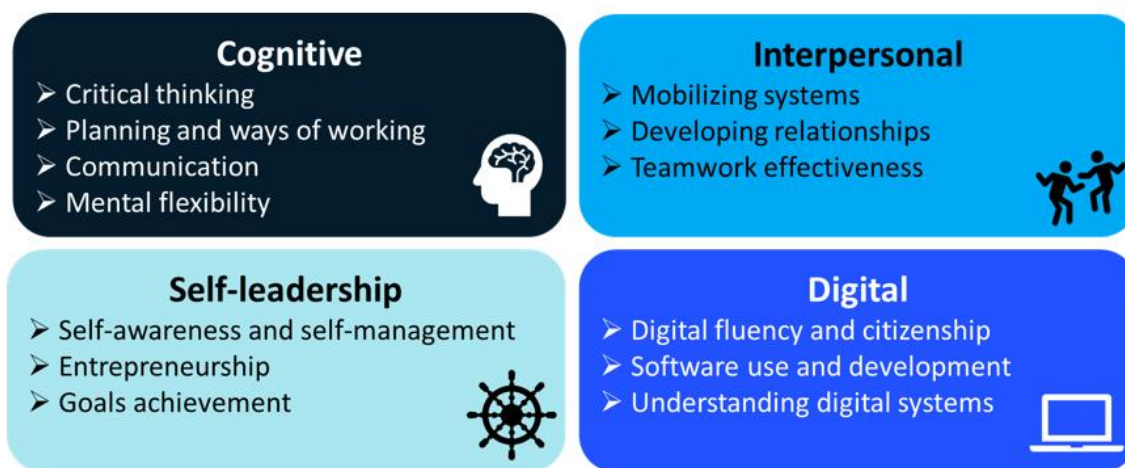 Cognitive
➢ Critical thinking
➢ Planning and ways of working
➢ Communication
➢ Mental flexibility
Interpersonal
➢ Mobilizing systems
➢ Developing relationships
➢ Teamwork effectiveness
Self-leadership
➢ Self-awareness and self-management
➢ Entrepreneurship
➢ Goals achievement
Digital
➢ Digital fluency and citizenship
➢ Software use and development
➢ Understanding digital systems